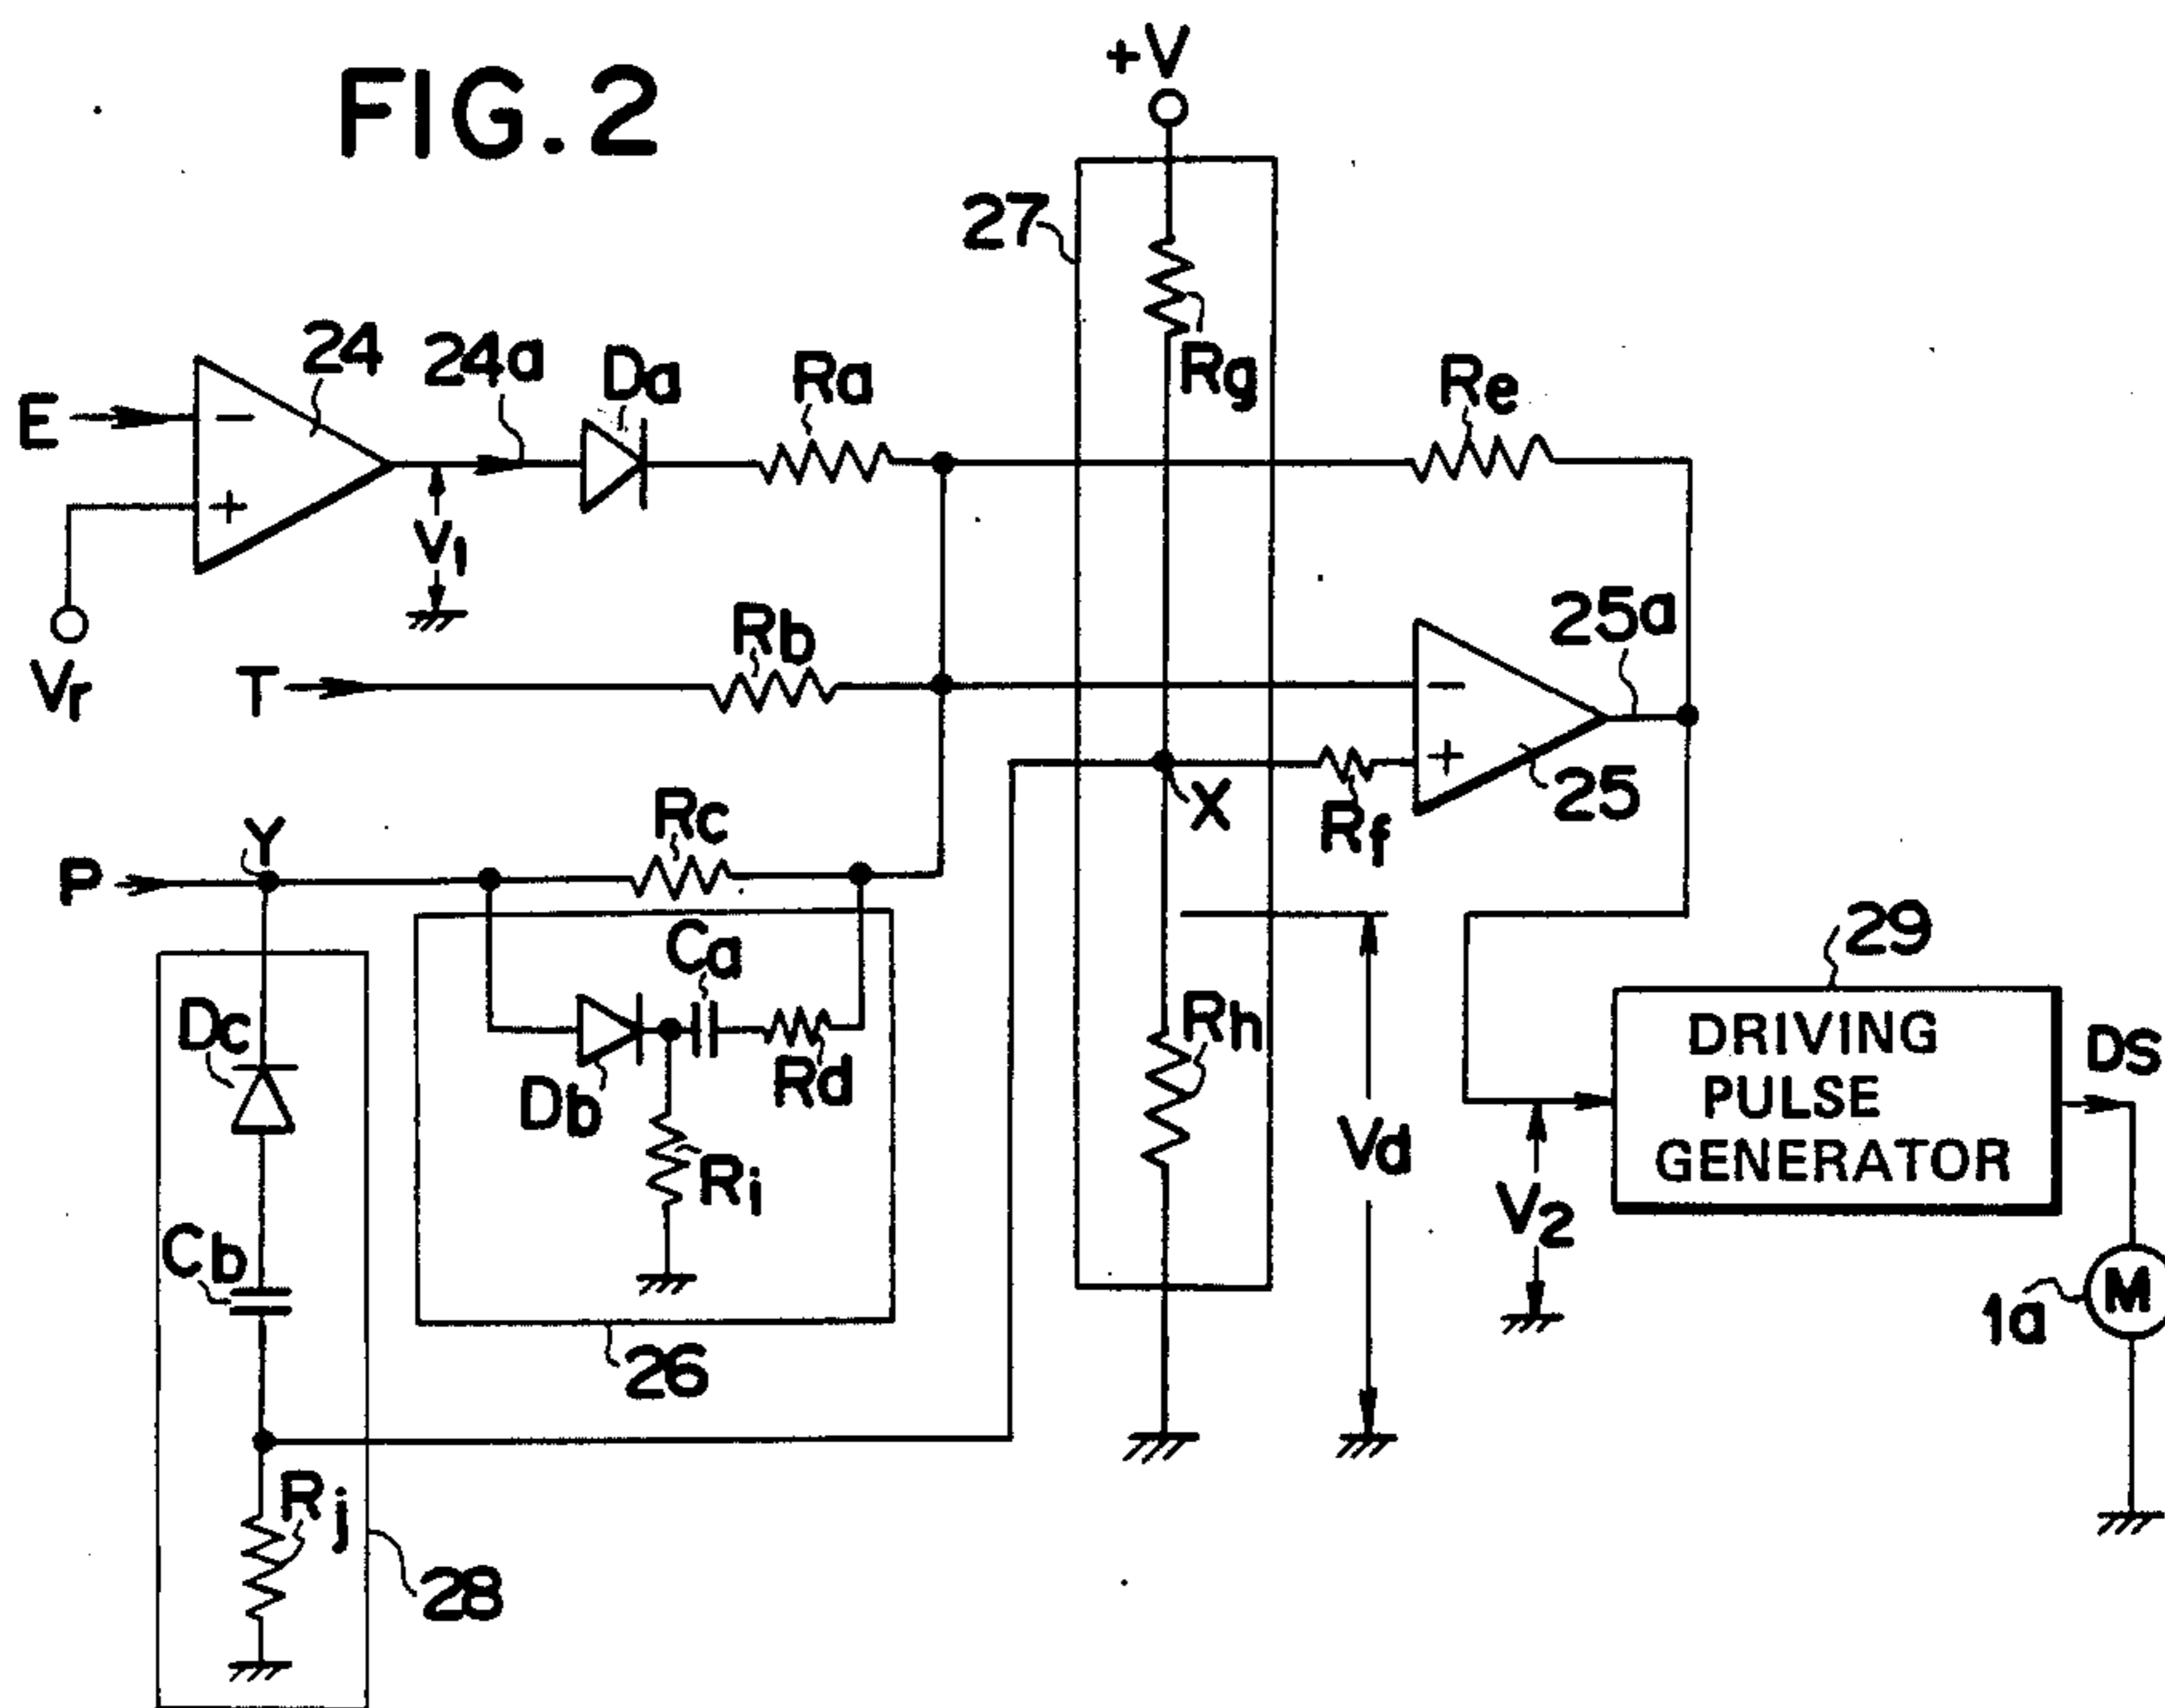 FIG.2
+V
27
24
24a
Da
Ra
Rg
Re
E
−
+
V1
Vr
Rb
T
25a
−
+
25
X
Rf
Y
Rc
P
29
Ca
Dc
Rh
Db
Rd
Ri
Vd
DRIVING
PULSE
GENERATOR
DS
V2
Cb
M
1a
26
Rj
28